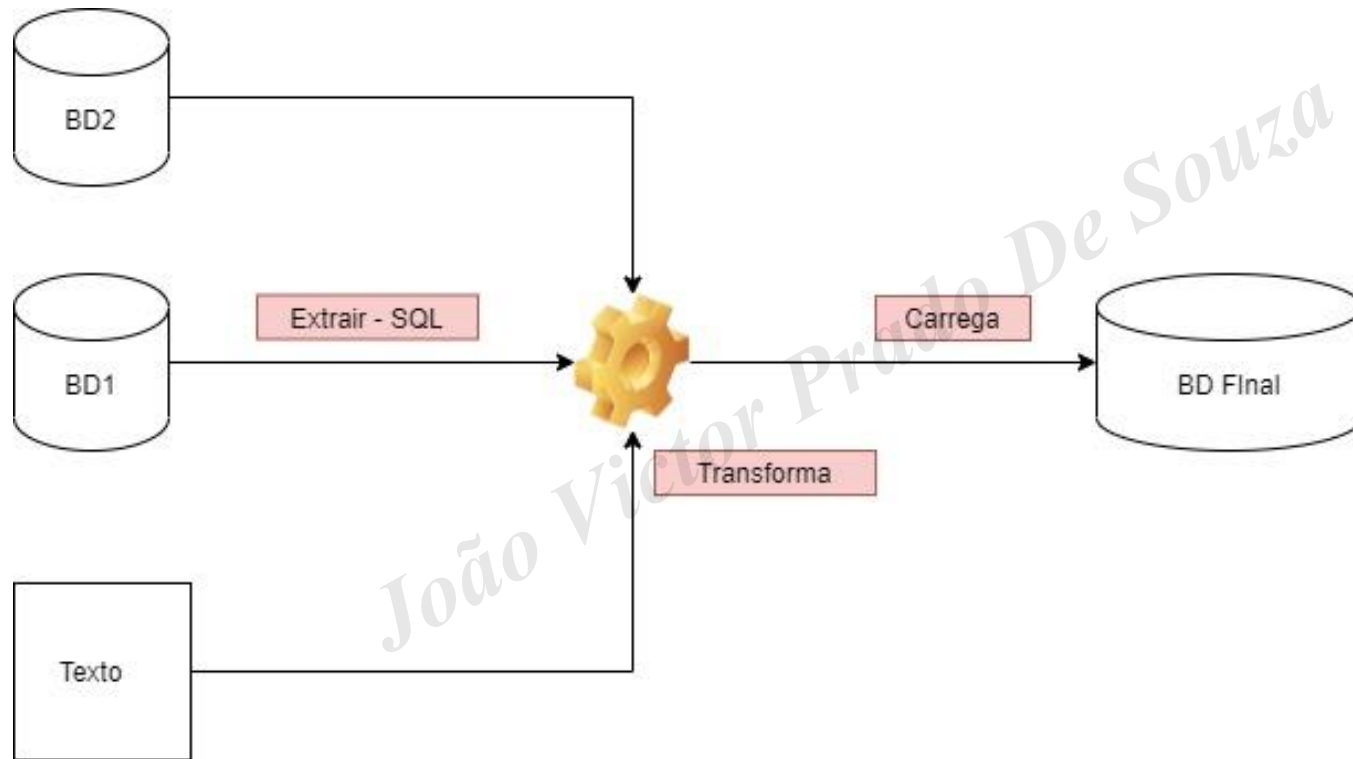 BD2
Extrair - SQL
Carrega
BD1
BD FInal
Transforma
Texto
João Victor Prado De Souza